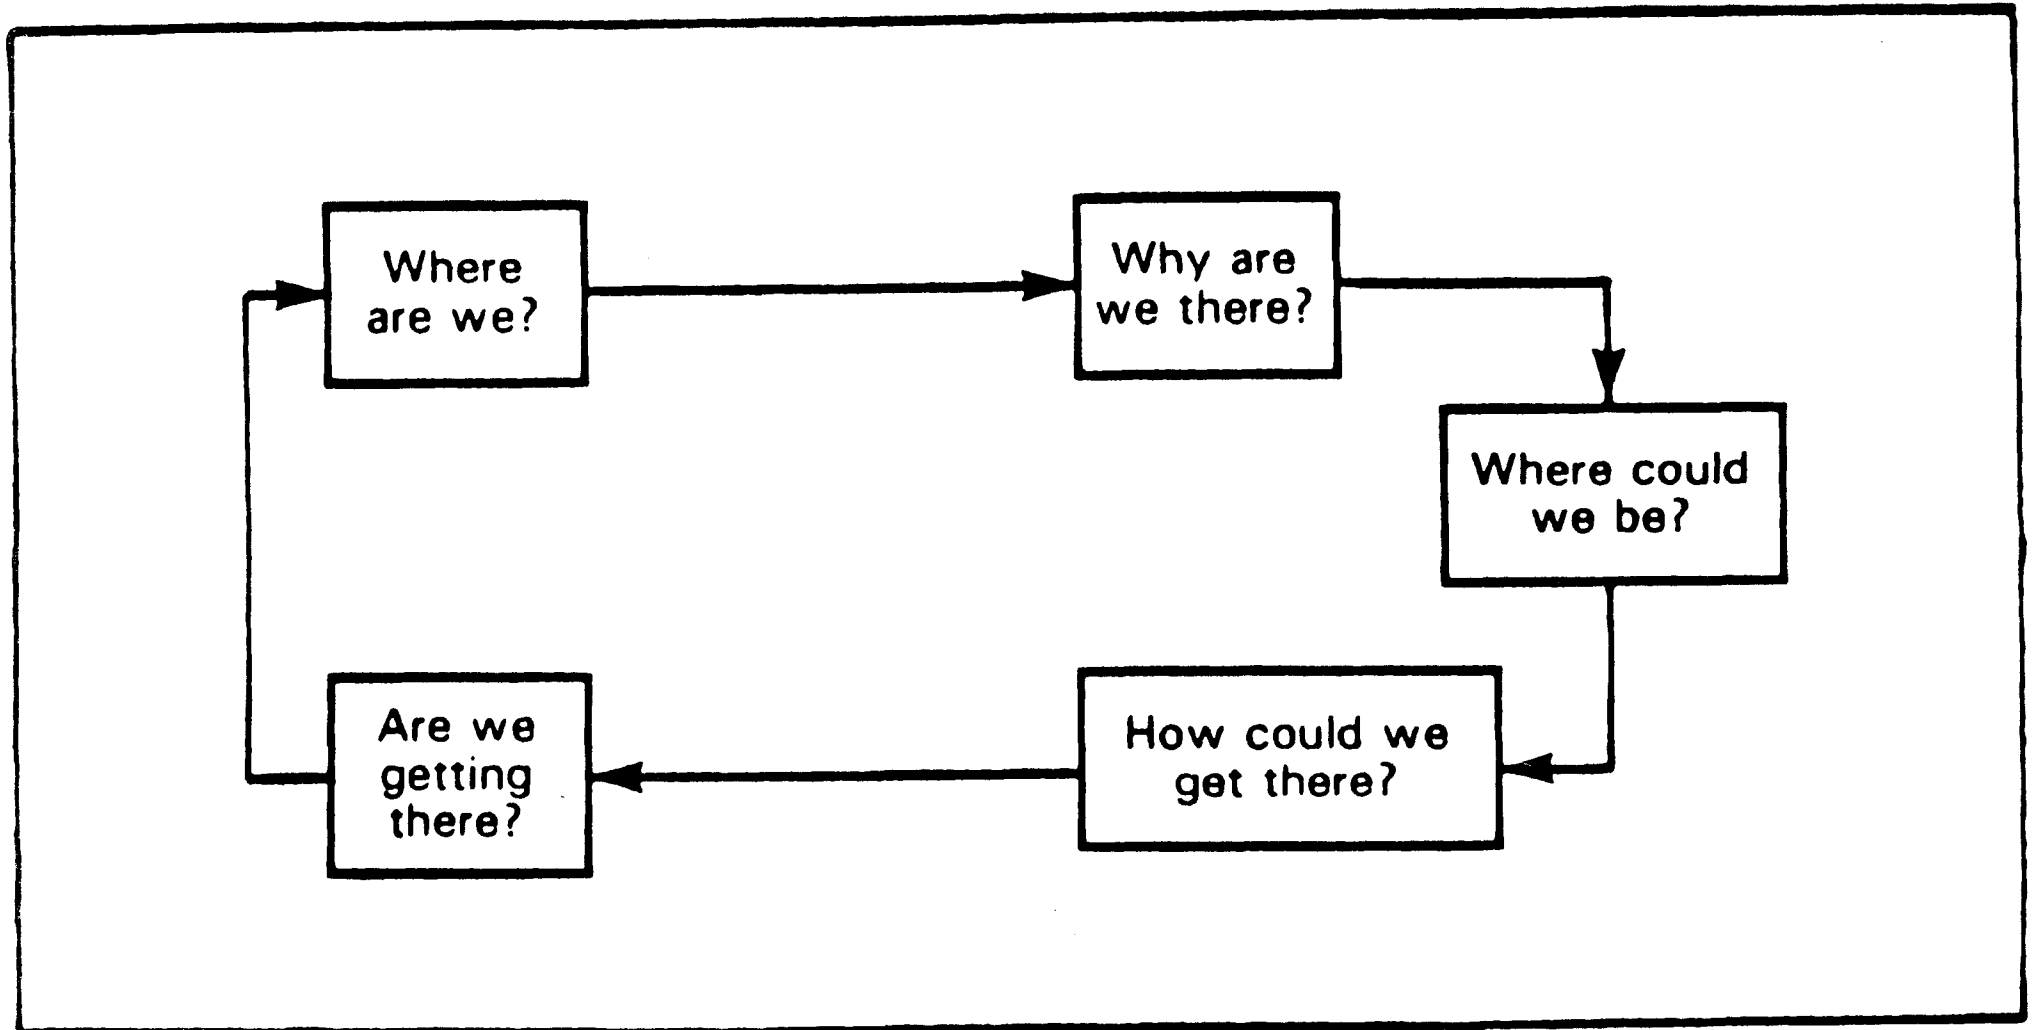 Where
are we?
Why are
we there?
Where could
we be?
How could we
get there?
Are we
getting
there?